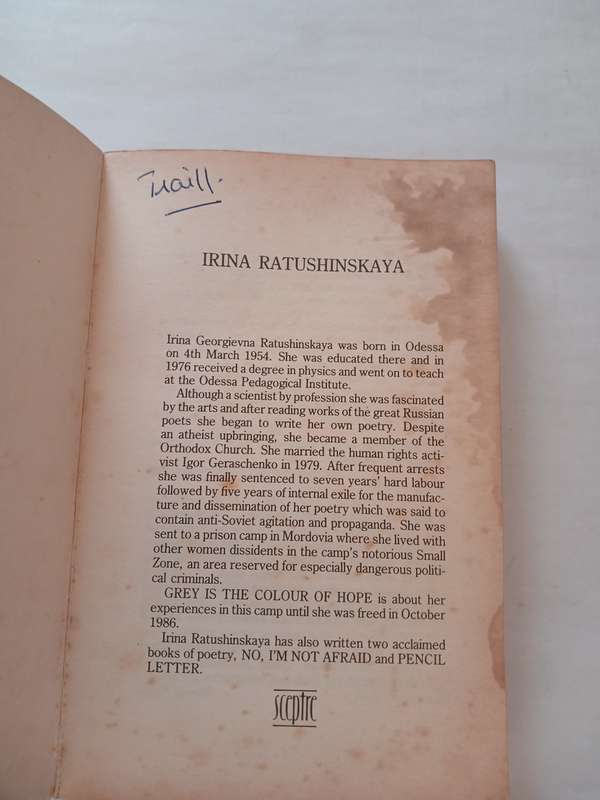 Traill.
IRINA RATUSHINSKAYA
Irina Georgievna Ratushinskaya was born in Odessa
on 4th March 1954. She was educated there and in
1976 received a degree in physics and went on to teach
at the Odessa Pedagogical Institute.
Although a scientist by profession she was fascinated
by the arts and after reading works of the great Russian
poets she began to write her own poetry. Despite
an atheist upbringing, she became a member of the
Orthodox Church. She married the human rights acti-
vist Igor Geraschenko in 1979. After frequent arrests
she was finally sentenced to seven years' hard labour
followed by five years of internal exile for the manufac-
ture and dissemination of her poetry which was said to
contain anti-Soviet agitation and propaganda. She was
sent to a prison camp in Mordovia where she lived with
other women dissidents in the camp's notorious Small
Zone, an area reserved for especially dangerous politi-
cal criminals.
GREY IS THE COLOUR OF HOPE is about her
experiences in this camp until she was freed in October
1986.
Irina Ratushinskaya has also written two acclaimed
books of poetry, NO, I'M NOT AFRAID and PENCIL
LETTER.
sceptre